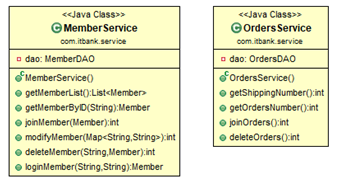 <<Java Class>>
MemberService
com.itbank.service
dao: MemberDAO
MemberService()
getMemberList():List<Member>
getMemberByID(String):Member
joinMember(Member):int
modifyMember(Map<String,String>):int
deleteMember(String,Member):int
loginMember(String,String):Member
<<Java Class>>
OrdersService
com.itbank.service
dao: OrdersDAO
OrdersService()
getShippingNumber():int
getOrdersNumber():int
joinOrders():int
deleteOrders():int